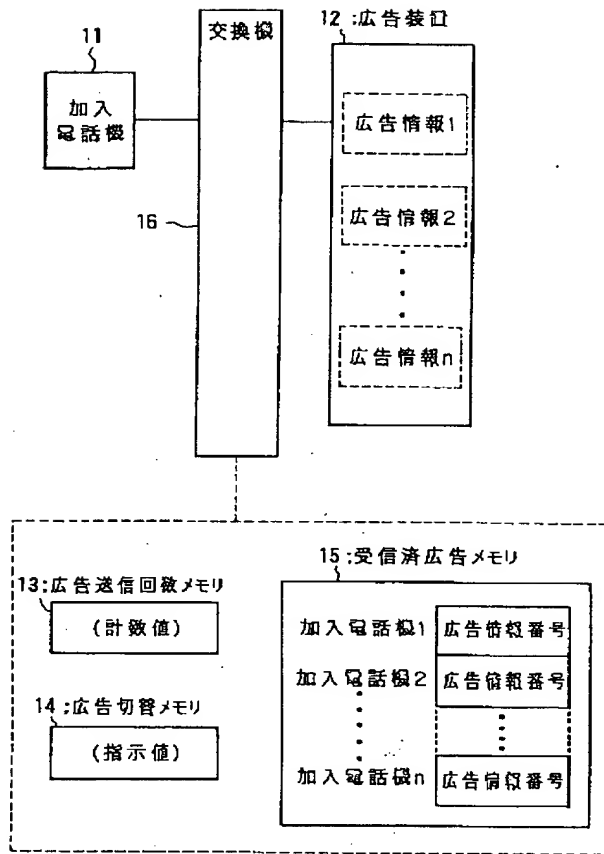 11
加入
電話機
交換機
16
12:広告装置
広告情報1
広告情報2
広告情報n
13:広告送信回数メモリ
(計数値)
14:広告切替メモリ
(指示値)
15:受信済広告メモリ
加入電話機1 広告情報番号
加入電話機2 広告情報番号
加入電話機n 広告情報番号